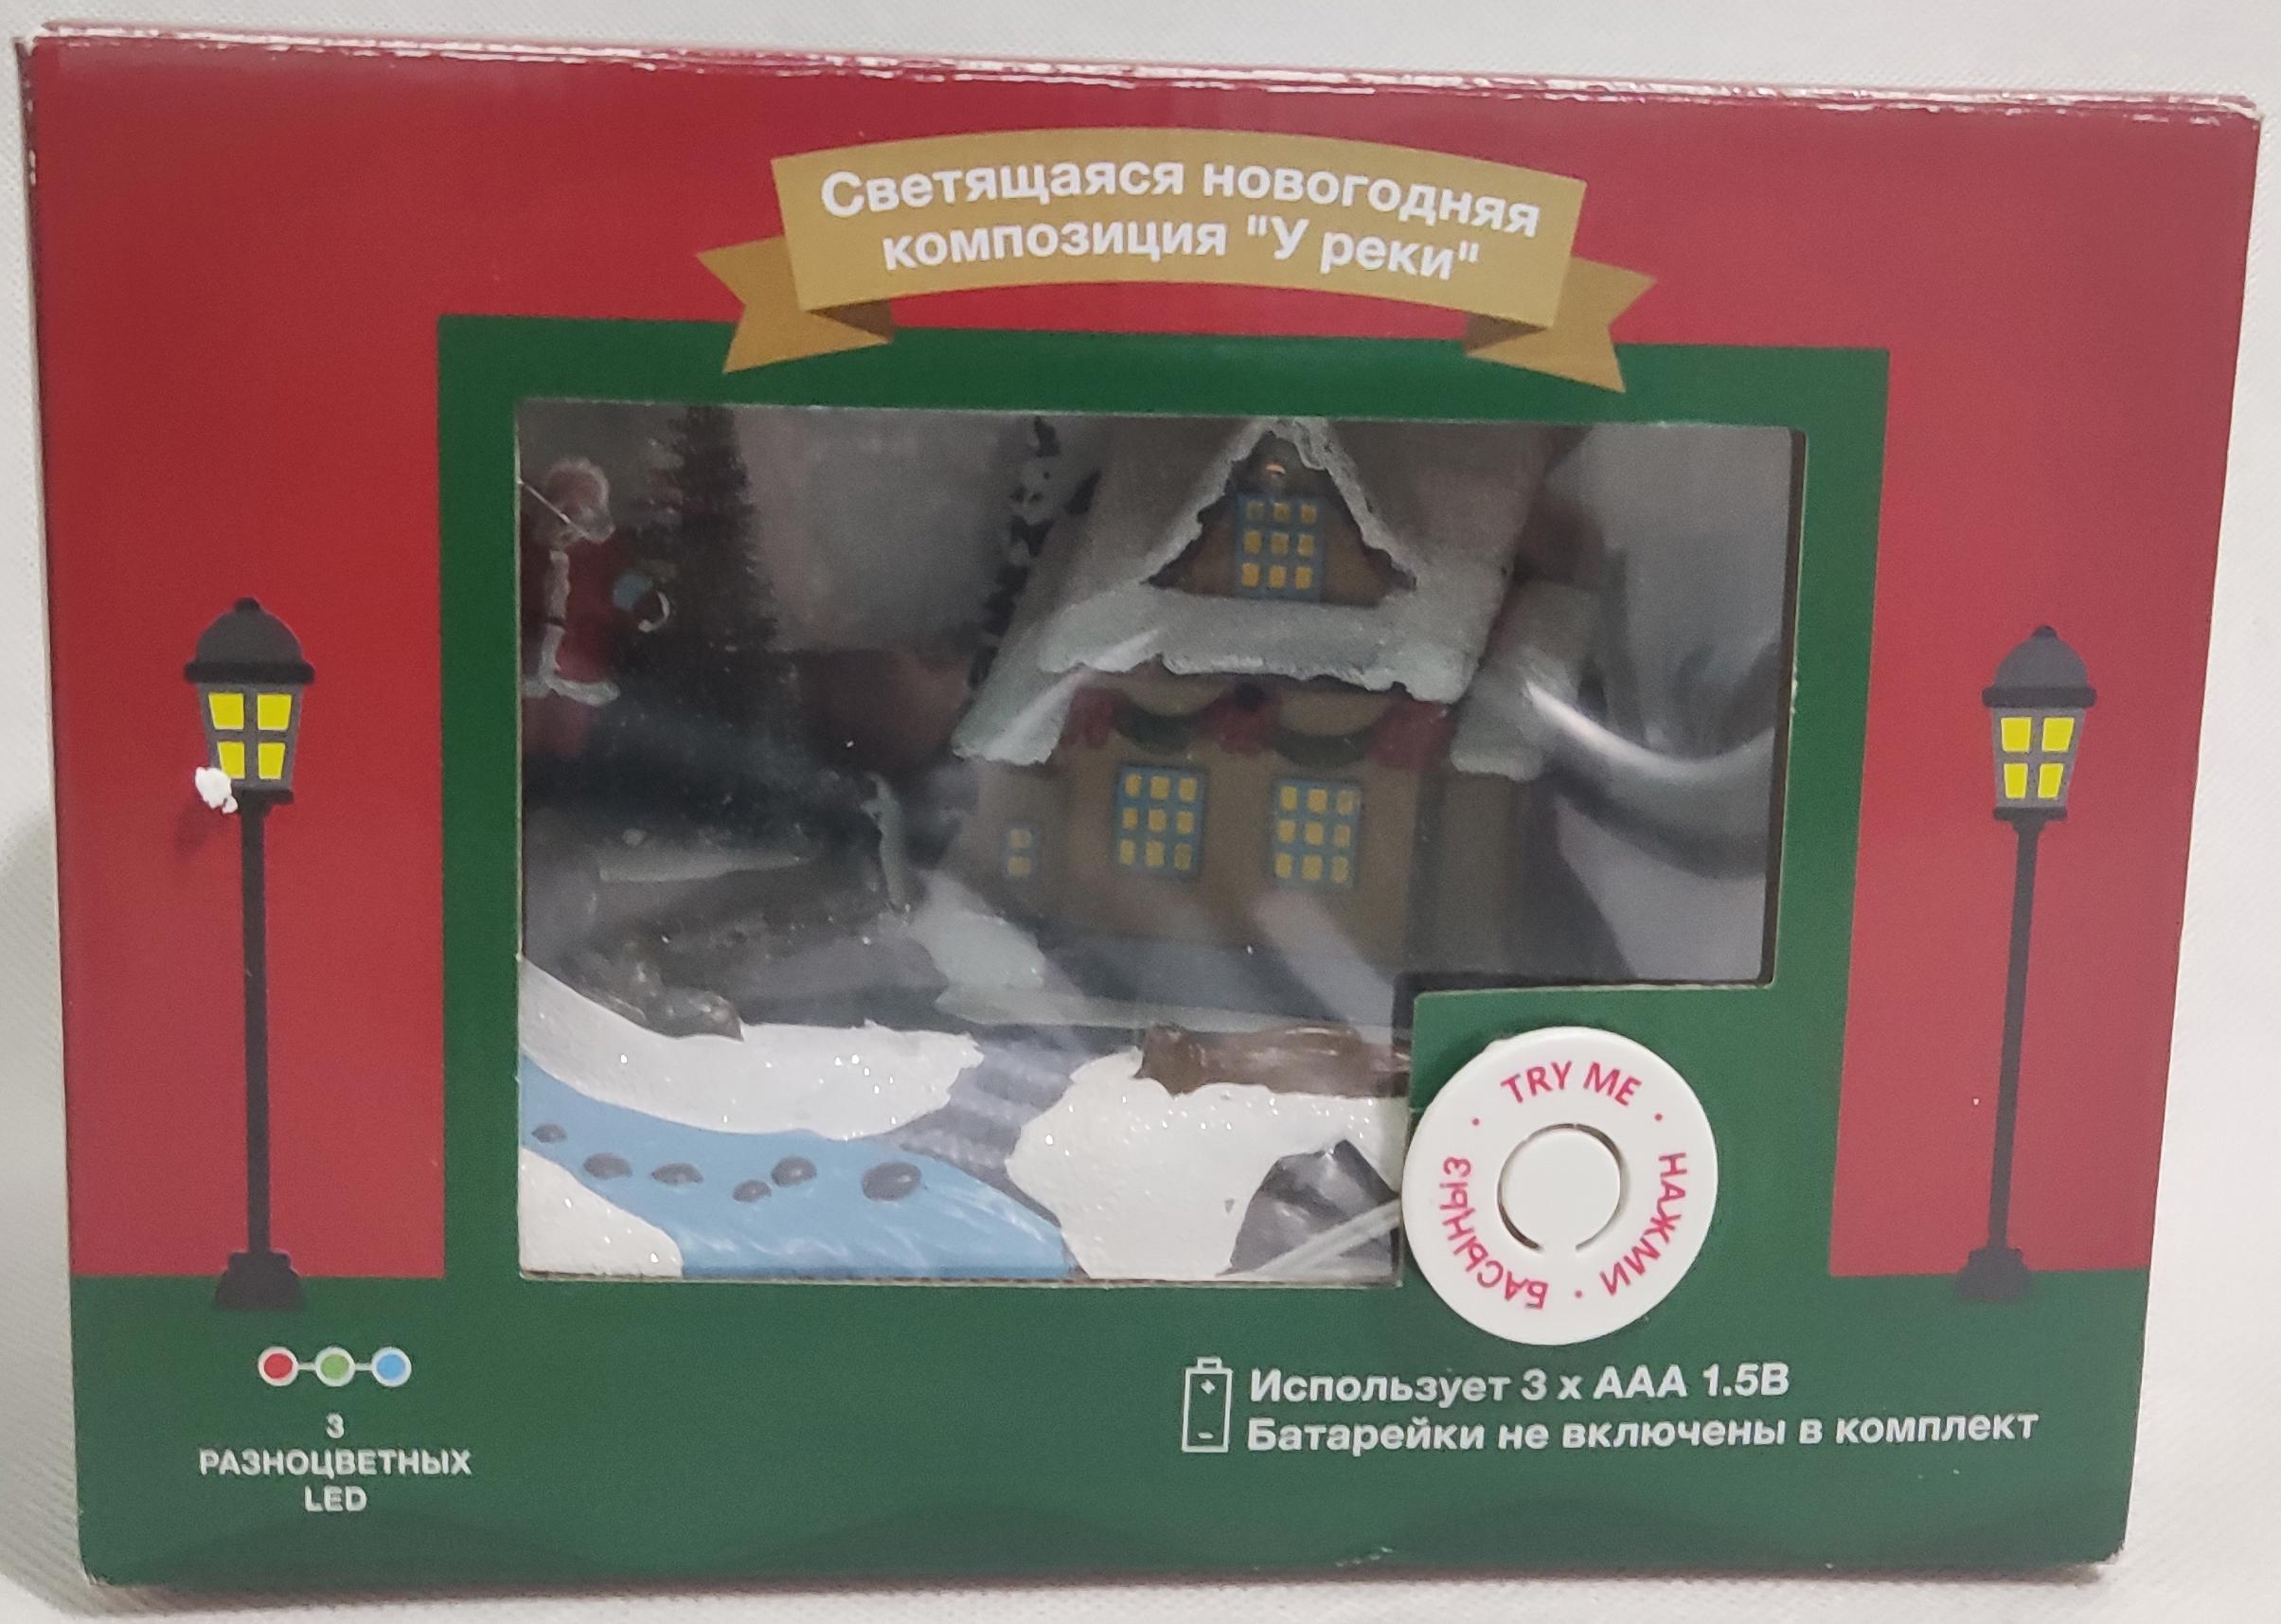 Светящаяся новогодняя
композиция "У реки"
TRY ME · НАЖМИ · БАСЫНЫЗ ·
3
РАЗНОЦВЕТНЫХ
LED
Использует 3 x AAA 1.5В
Батарейки не включены в комплект